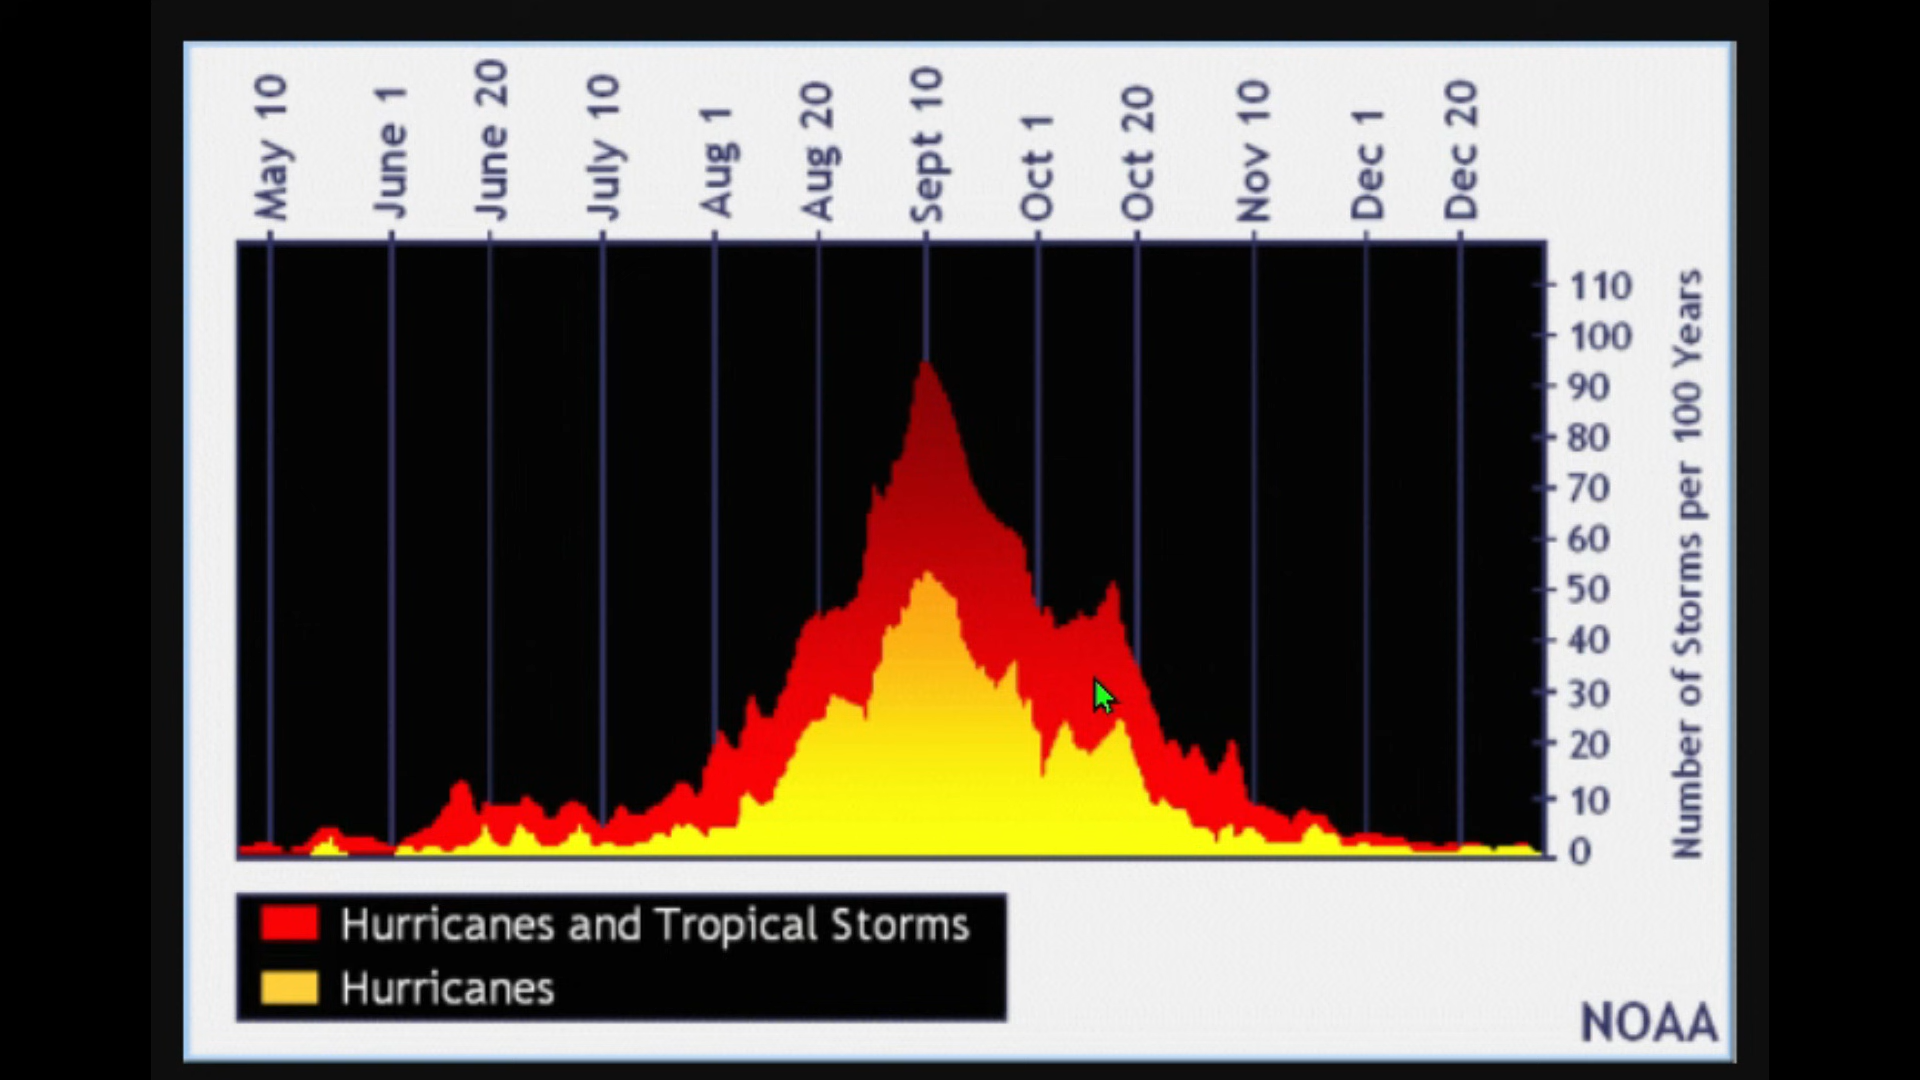 May 10
June 1
June 20
July 10
Aug 1
Aug 20
Sept 10
Oct 1
Oct 20
Nov 10
Dec 1
Dec 20
110
100
90
80
70
60
50
40
30
20
10
0
Number of Storms per 100 Years
Hurricanes and Tropical Storms
Hurricanes
NOAA